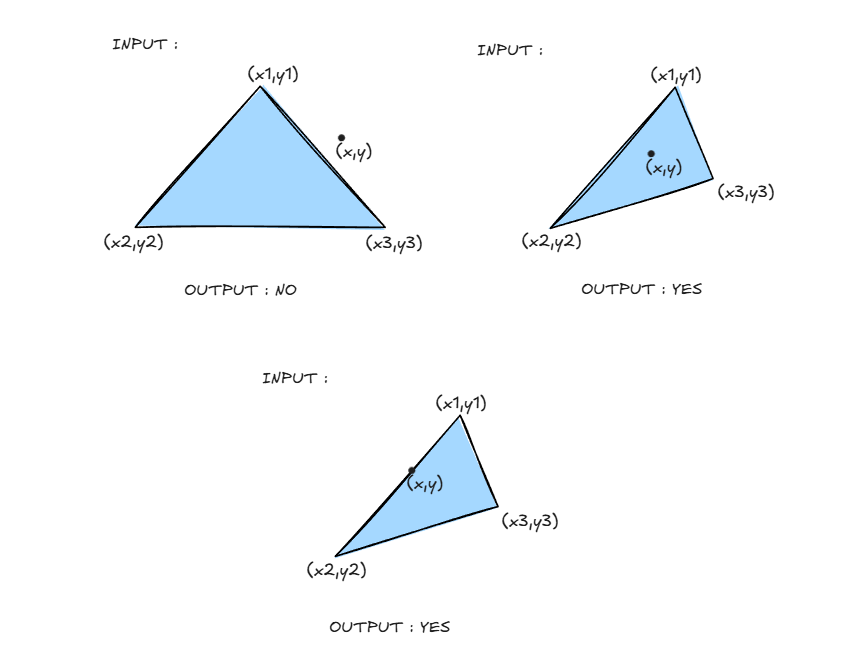 INPUT :
(x1,y1)
(x,y)
(x2,y2)
(x3,y3)
OUTPUT : NO
INPUT :
(x1,y1)
(x,y)
(x3,y3)
(x2,y2)
OUTPUT : YES
INPUT :
(x1,y1)
(x,y)
(x3,y3)
(x2,y2)
OUTPUT : YES